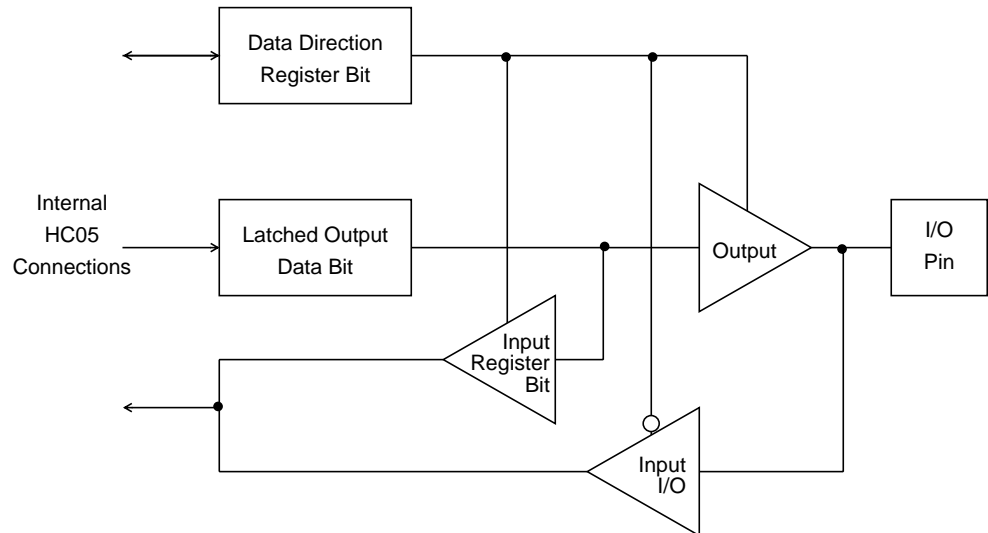 Data Direction
Register Bit
Internal
HC05
Connections
Latched Output
Data Bit
Output
I/O
Pin
Input
Register
Bit
Input
I/O